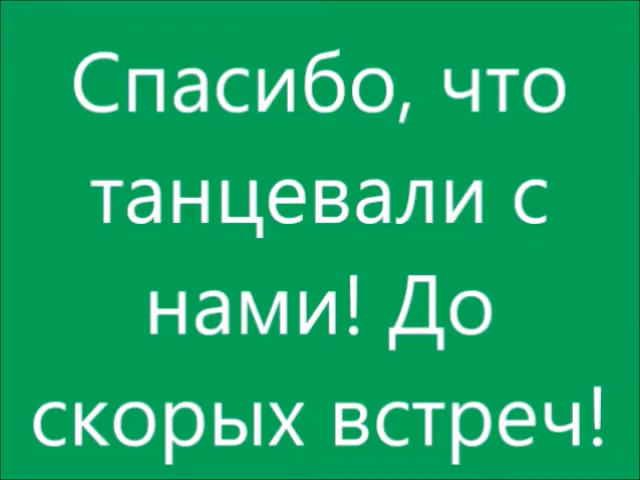 Спасибо, что
танцевали с
нами! До
скорых встреч!